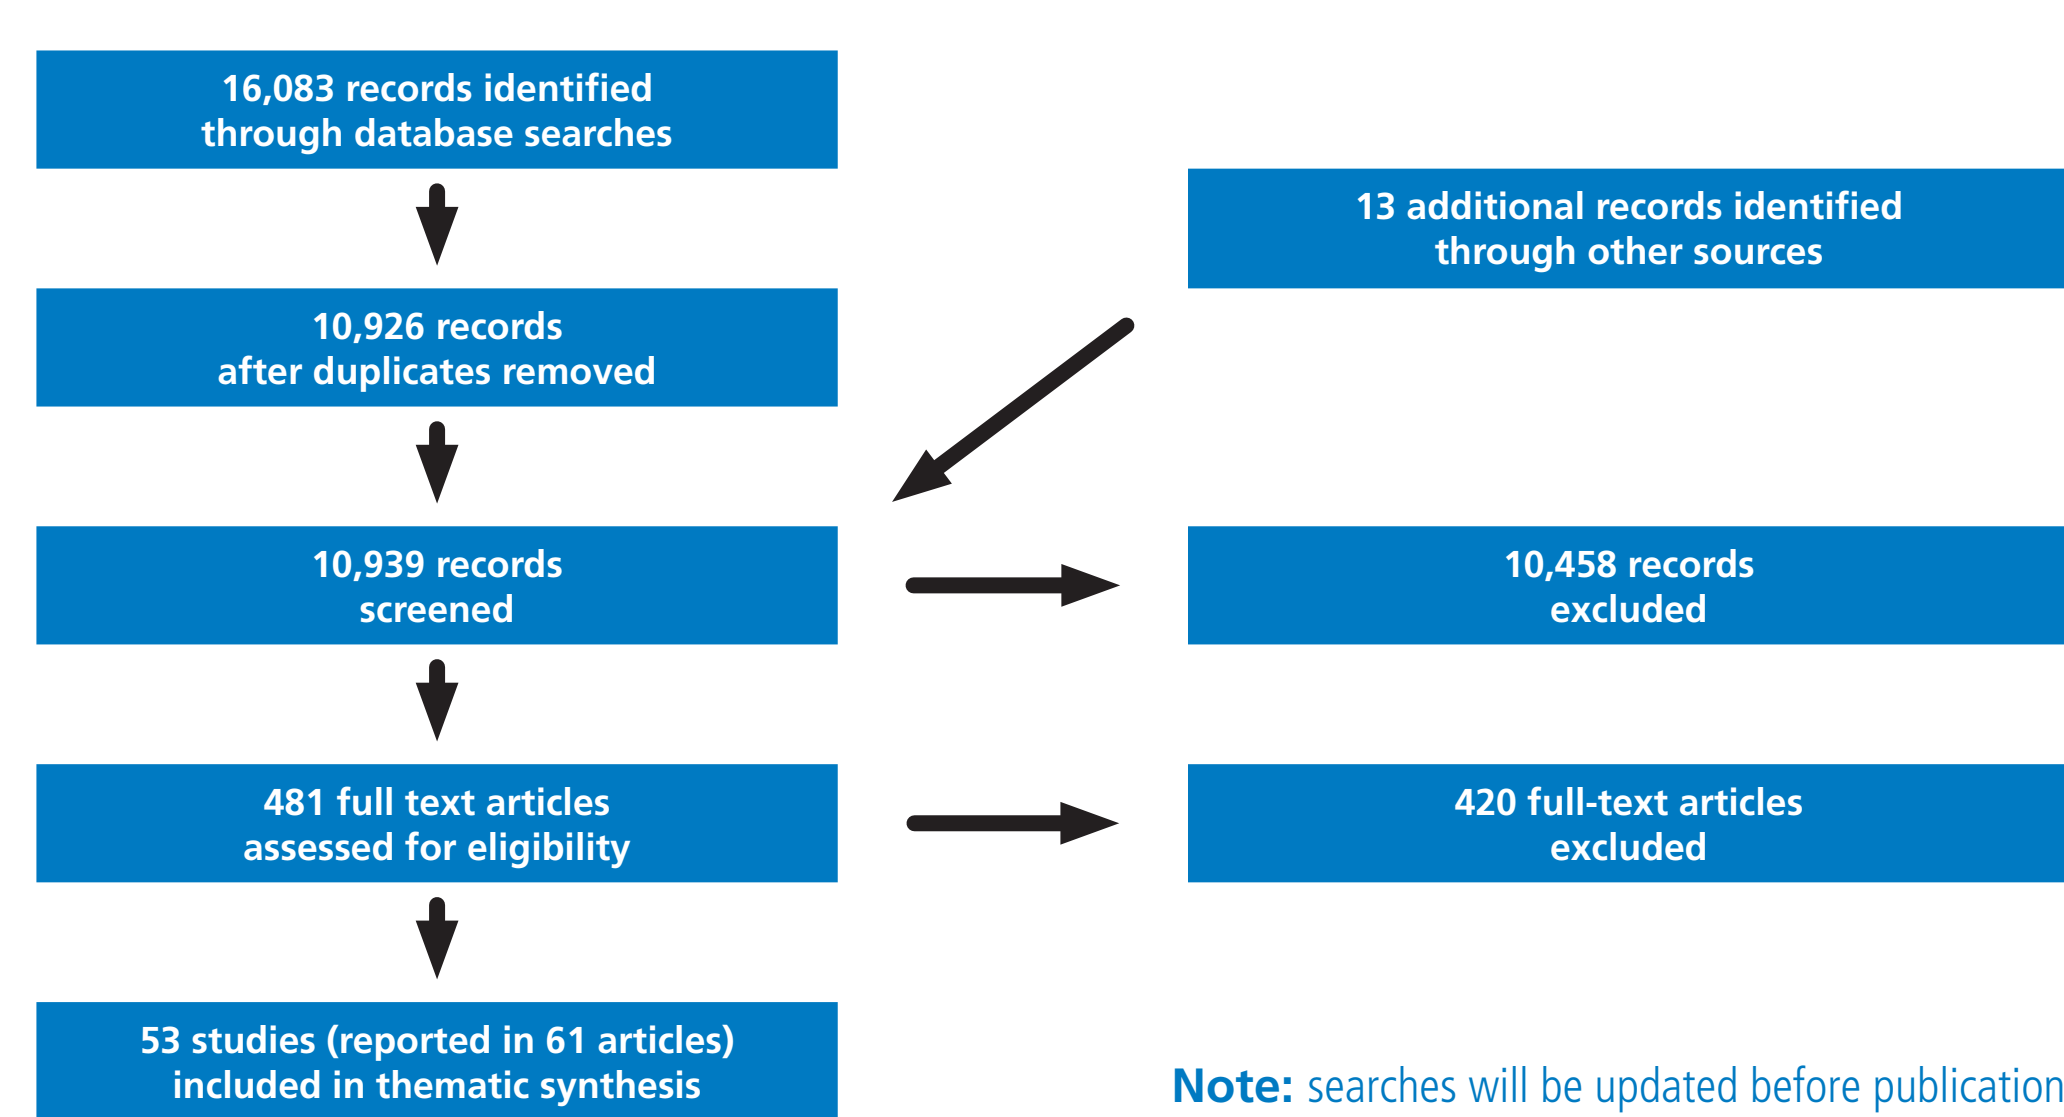 16,083 records identified
through database searches
13 additional records identified
through other sources
10,926 records
after duplicates removed
10,939 records
screened
10,458 records
excluded
481 full text articles
assessed for eligibility
420 full-text articles
excluded
53 studies (reported in 61 articles)
included in thematic synthesis
Note: searches will be updated before publication